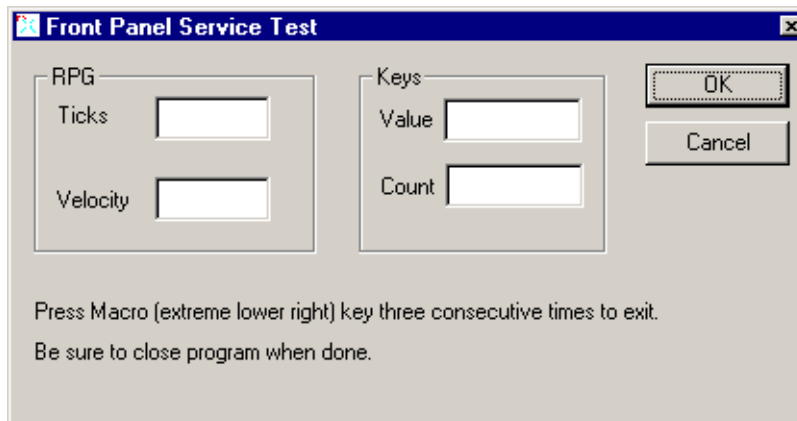 Front Panel Service Test
RPG
Ticks
Velocity
Keys
Value
Count
OK
Cancel
Press Macro (extreme lower right) key three consecutive times to exit.
Be sure to close program when done.